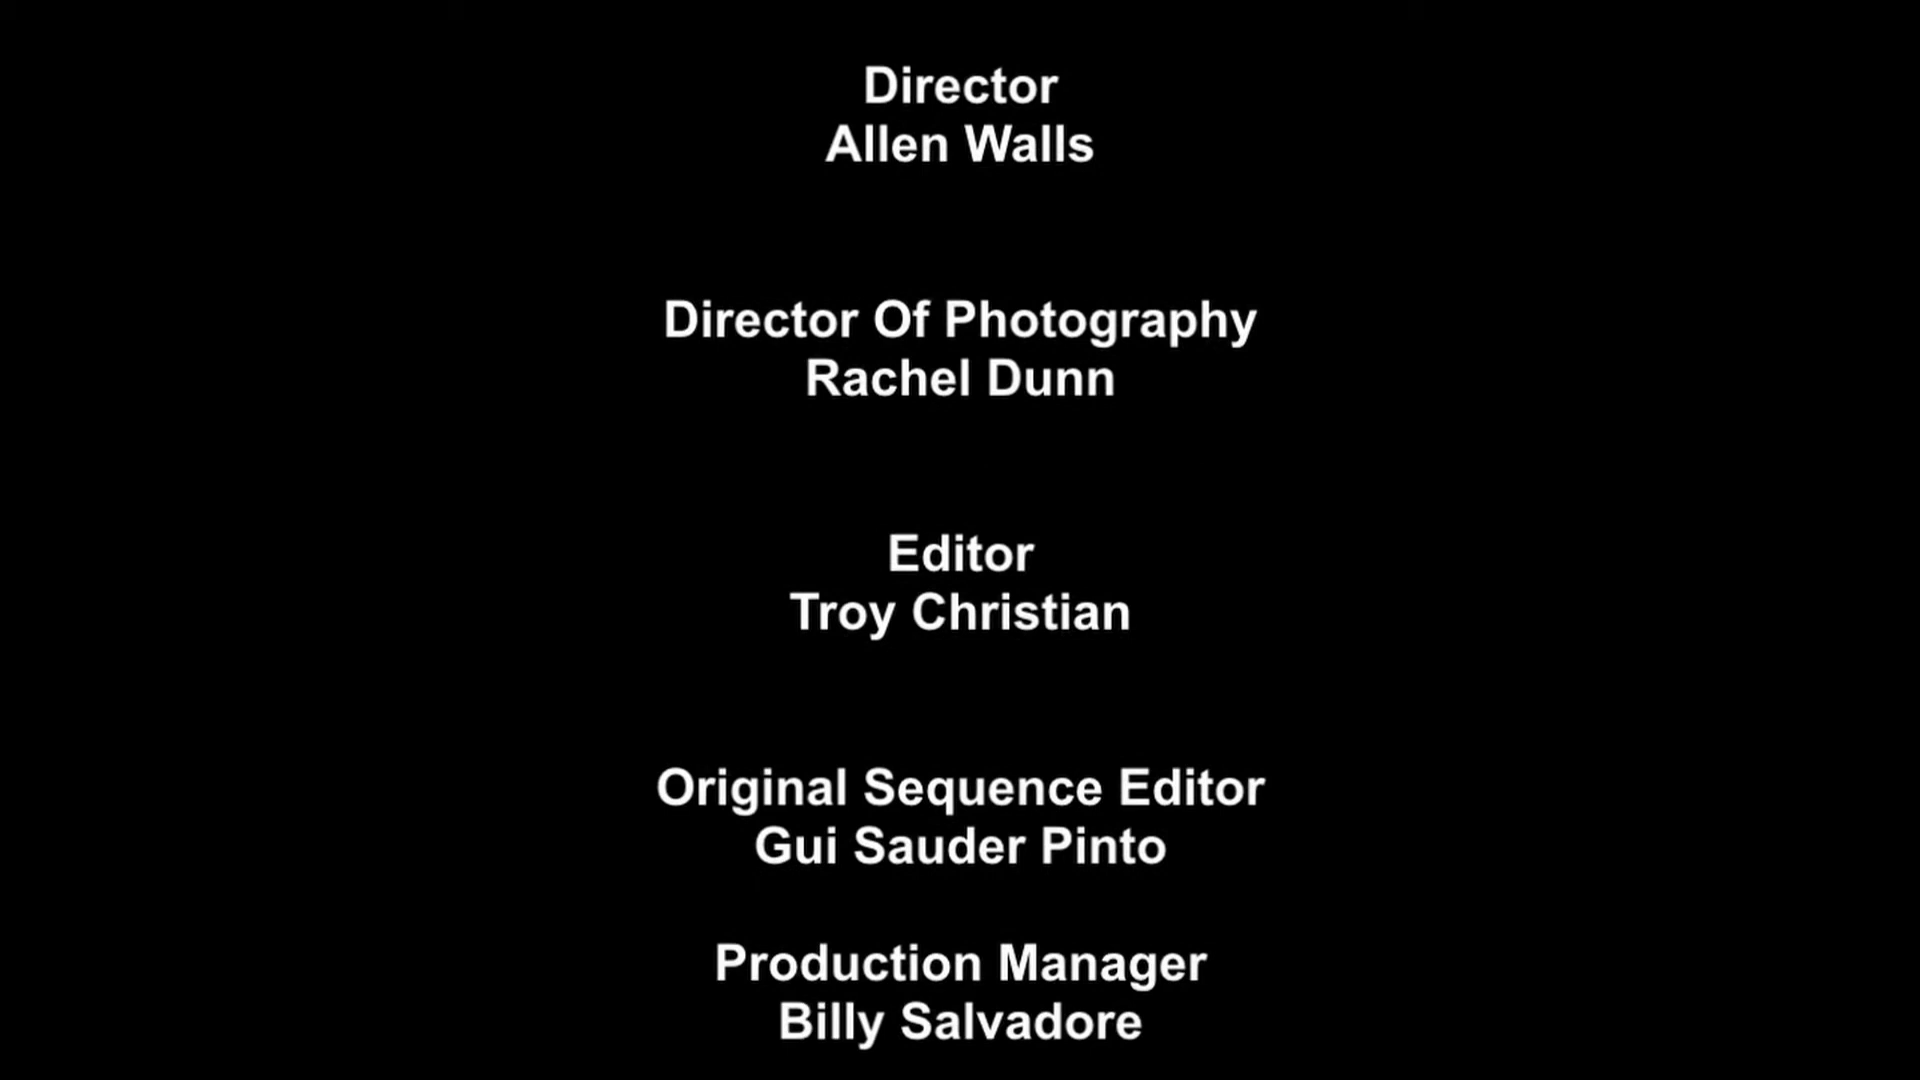 Director
Allen Walls
Director Of Photography
Rachel Dunn
Editor
Troy Christian
Original Sequence Editor
Gui Sauder Pinto
Production Manager
Billy Salvadore